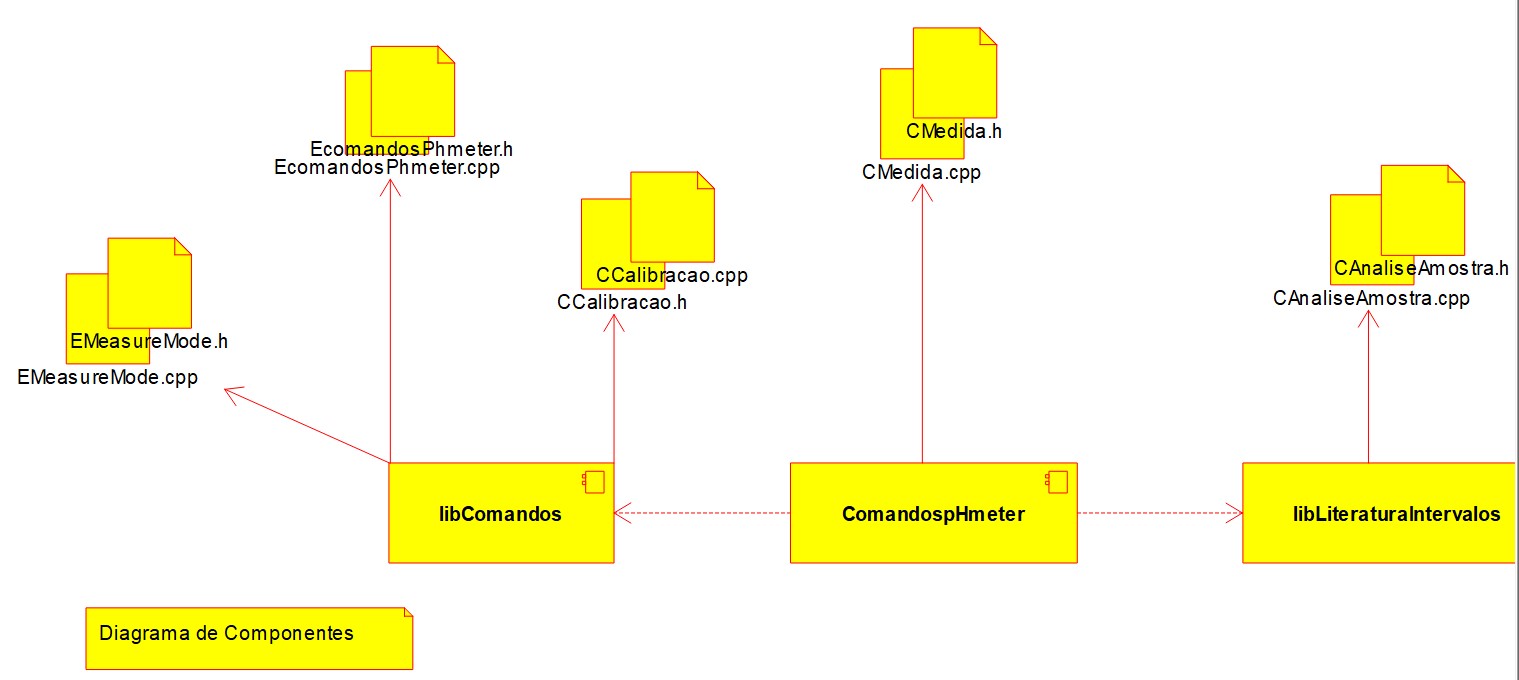 CMedida.h
EcomandosPhmeter.h
EcomandosPhmeter.cpp
CMedida.cpp
CCalibracao.cpp
CCalibracao.h
CAnaliseAmostra.h
CAnaliseAmostra.cpp
EMeasureMode.h
EMeasureMode.cpp
libComandos
ComandospHmeter
libLiteraturaIntervalos
Diagrama de Componentes